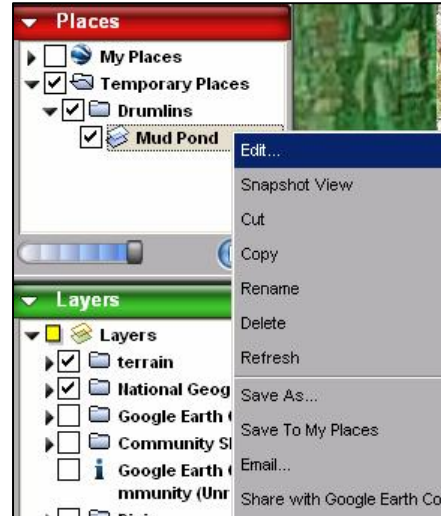 Places
My Places
Temporary Places
Drumlins
Mud Pond
Edit...
Snapshot View
Cut
Copy
Rename
Delete
Refresh
Save As...
Save To My Places
Email...
Share with Google Earth Co
Layers
Layers
terrain
National Geog
Google Earth
Community S
Google Earth
mmunity (Unr